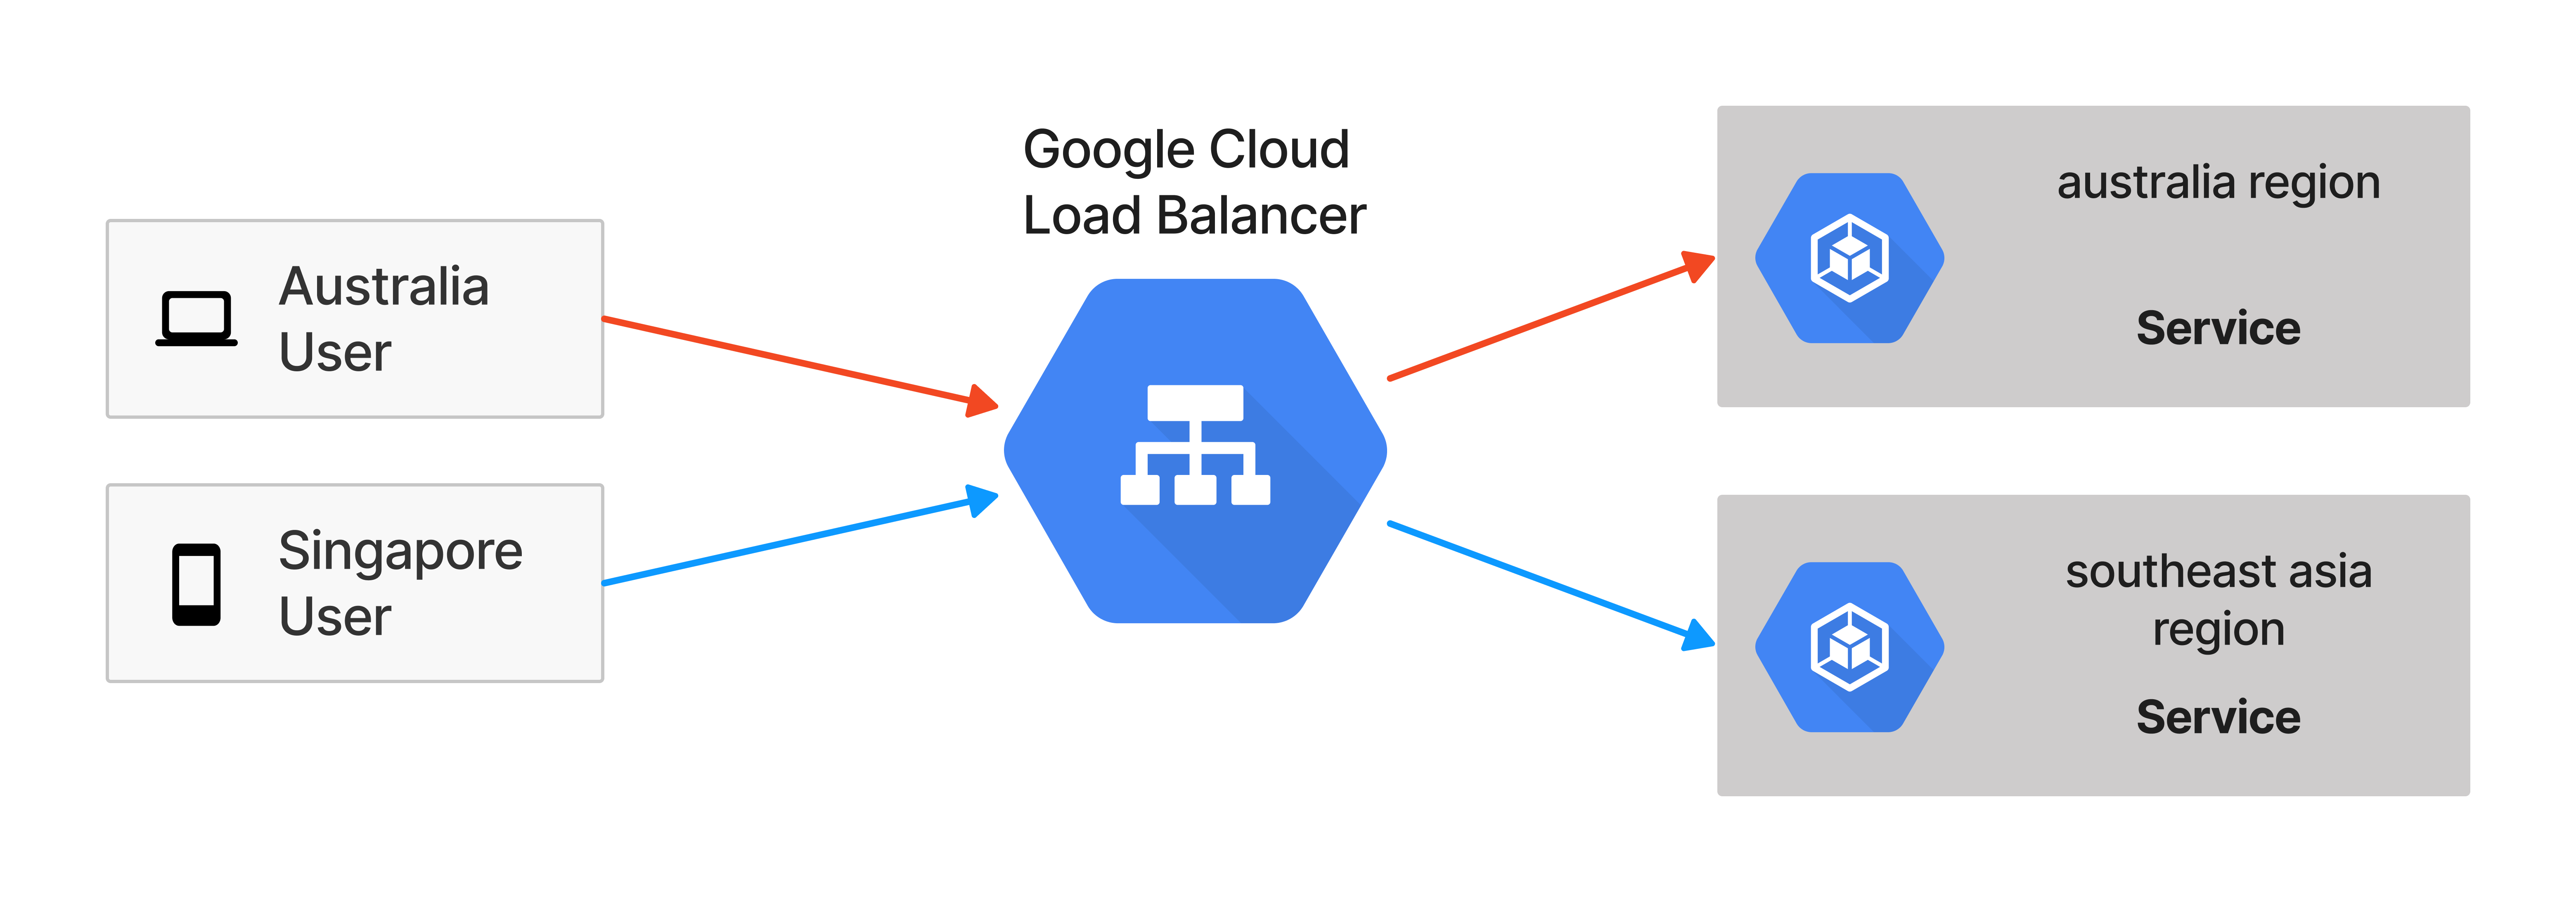 Google Cloud
Load Balancer
Australia
User
Singapore
User
australia region
Service
southeast asia
region
Service